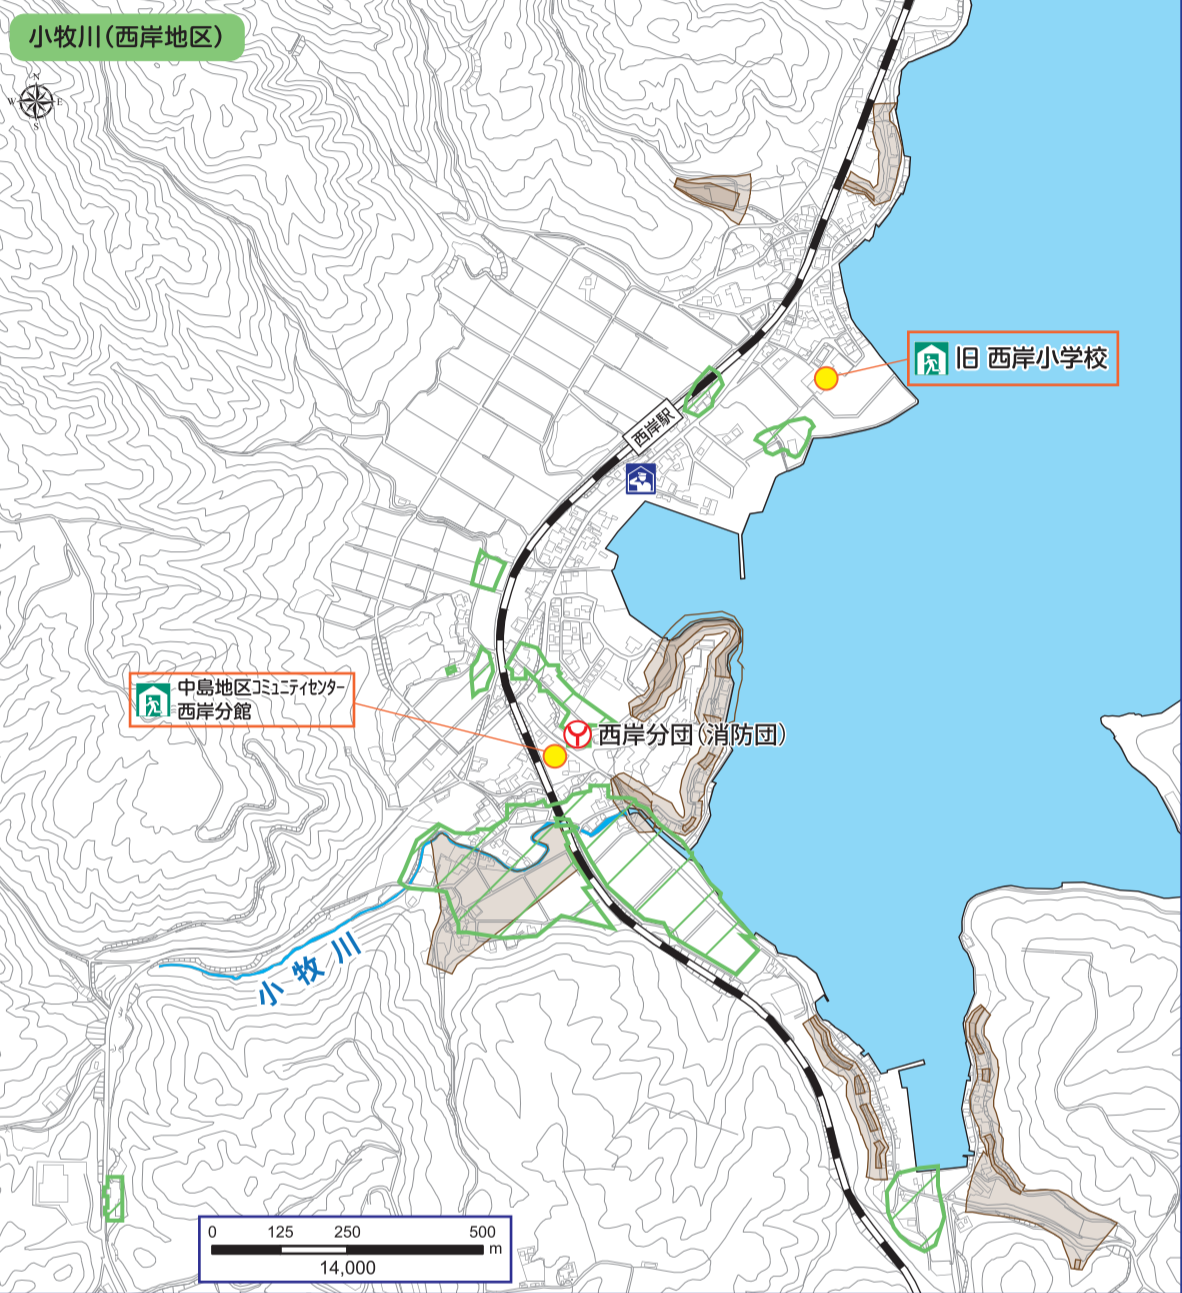 小牧川（西岸地区）
N
W E
S
旧 西岸小学校
西岸駅
中島地区ｺﾐｭﾆﾃｨｾﾝﾀｰ
西岸分館
西岸分団（消防団）
小牧川
0 125 250 500
m
14,000